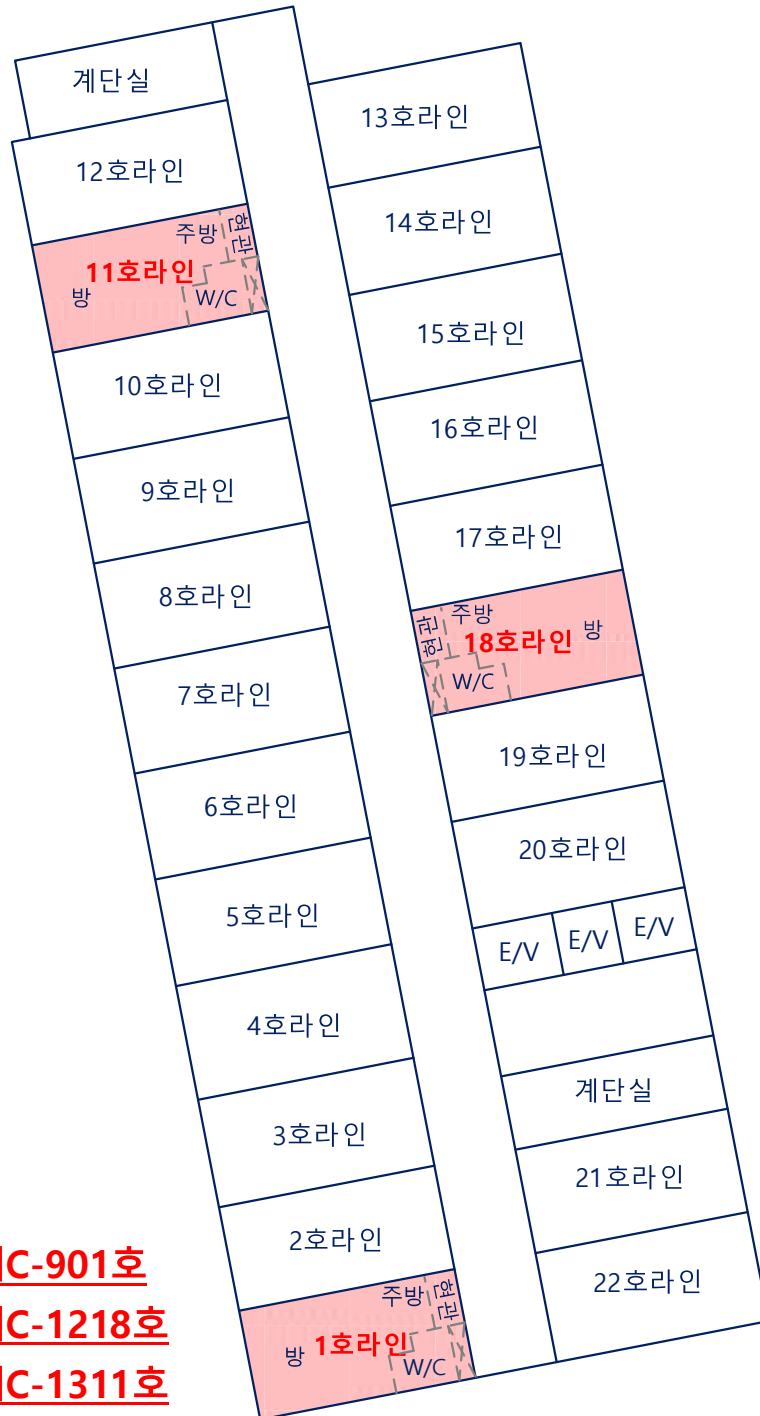 계단실
13호라인
12호라인
14호라인
주방
현관
11호라인
방
W/C
15호라인
10호라인
16호라인
9호라인
17호라인
8호라인
주방
현관
18호라인
방
W/C
7호라인
19호라인
6호라인
20호라인
5호라인
E/V
E/V
E/V
4호라인
계단실
3호라인
21호라인
2호라인
C-901호
22호라인
주방
현관
C-1218호
1호라인
방
W/C
C-1311호